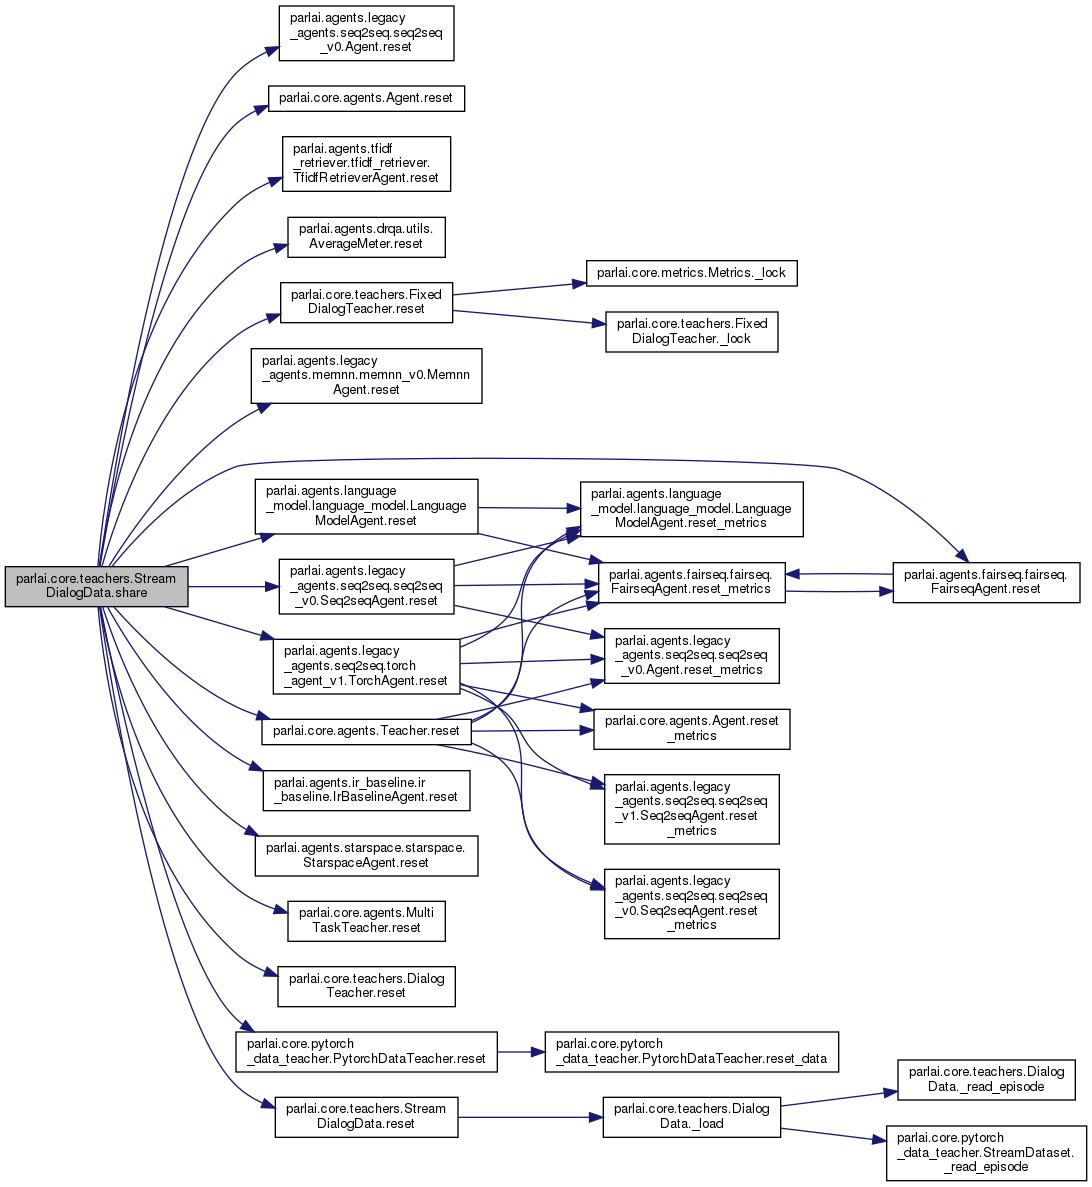 parlai.agents.legacy
_agents.seq2seq.seq2seq
_v0.Agent.reset
parlai.core.agents.Agent.reset
parlai.agents.tfidf
_retriever.tfidf_retriever.
TfidfRetrieverAgent.reset
parlai.agents.drqa.utils.
AverageMeter.reset
parlai.core.teachers.Fixed
DialogTeacher.reset
parlai.core.metrics.Metrics._lock
parlai.core.teachers.Fixed
DialogTeacher._lock
parlai.agents.legacy
_agents.memnn.memnn_v0.Memnn
Agent.reset
parlai.agents.language
_model.language_model.Language
ModelAgent.reset
parlai.agents.language
_model.language_model.Language
ModelAgent.reset_metrics
parlai.core.teachers.Stream
DialogData.share
parlai.agents.legacy
_agents.seq2seq.seq2seq
_v0.Seq2seqAgent.reset
parlai.agents.fairseq.fairseq.
FairseqAgent.reset_metrics
parlai.agents.fairseq.fairseq.
FairseqAgent.reset
parlai.agents.legacy
_agents.seq2seq.torch
_agent_v1.TorchAgent.reset
parlai.agents.legacy
_agents.seq2seq.seq2seq
_v0.Agent.reset_metrics
parlai.core.agents.Teacher.reset
parlai.core.agents.Agent.reset
_metrics
parlai.agents.ir_baseline.ir
_baseline.IrBaselineAgent.reset
parlai.agents.legacy
_agents.seq2seq.seq2seq
_v1.Seq2seqAgent.reset
_metrics
parlai.agents.starspace.starspace.
StarspaceAgent.reset
parlai.agents.legacy
_agents.seq2seq.seq2seq
_v0.Seq2seqAgent.reset
_metrics
parlai.core.agents.Multi
TaskTeacher.reset
parlai.core.teachers.Dialog
Teacher.reset
parlai.core.pytorch
_data_teacher.PytorchDataTeacher.reset
parlai.core.pytorch
_data_teacher.PytorchDataTeacher.reset_data
parlai.core.teachers.Stream
DialogData.reset
parlai.core.teachers.Dialog
Data._load
parlai.core.teachers.Dialog
Data._read_episode
parlai.core.pytorch
_data_teacher.StreamDataset.
_read_episode